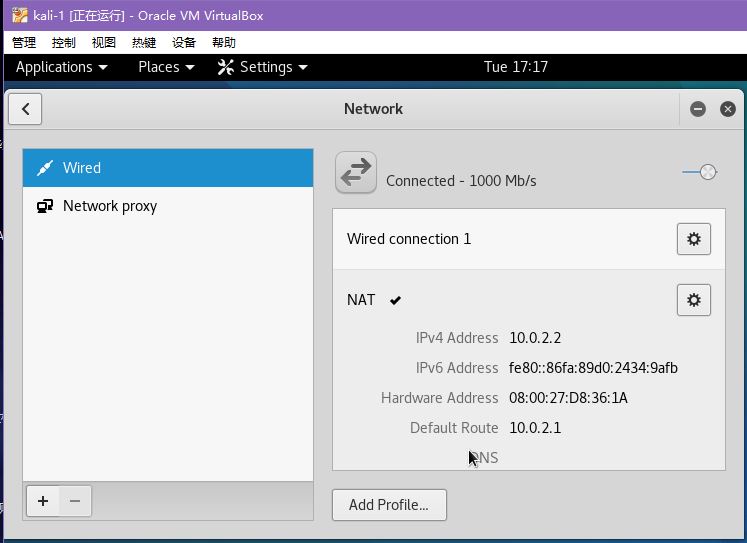 kali-1 [正在运行] - Oracle VM VirtualBox
管理 控制 视图 热键 设备 帮助
Applications Places Settings Tue 17:17
Network
Wired
Network proxy
Connected - 1000 Mb/s
Wired connection 1
NAT
IPv4 Address 10.0.2.2
IPv6 Address fe80::86fa:89d0:2434:9afb
Hardware Address 08:00:27:D8:36:1A
Default Route 10.0.2.1
DNS
Add Profile...